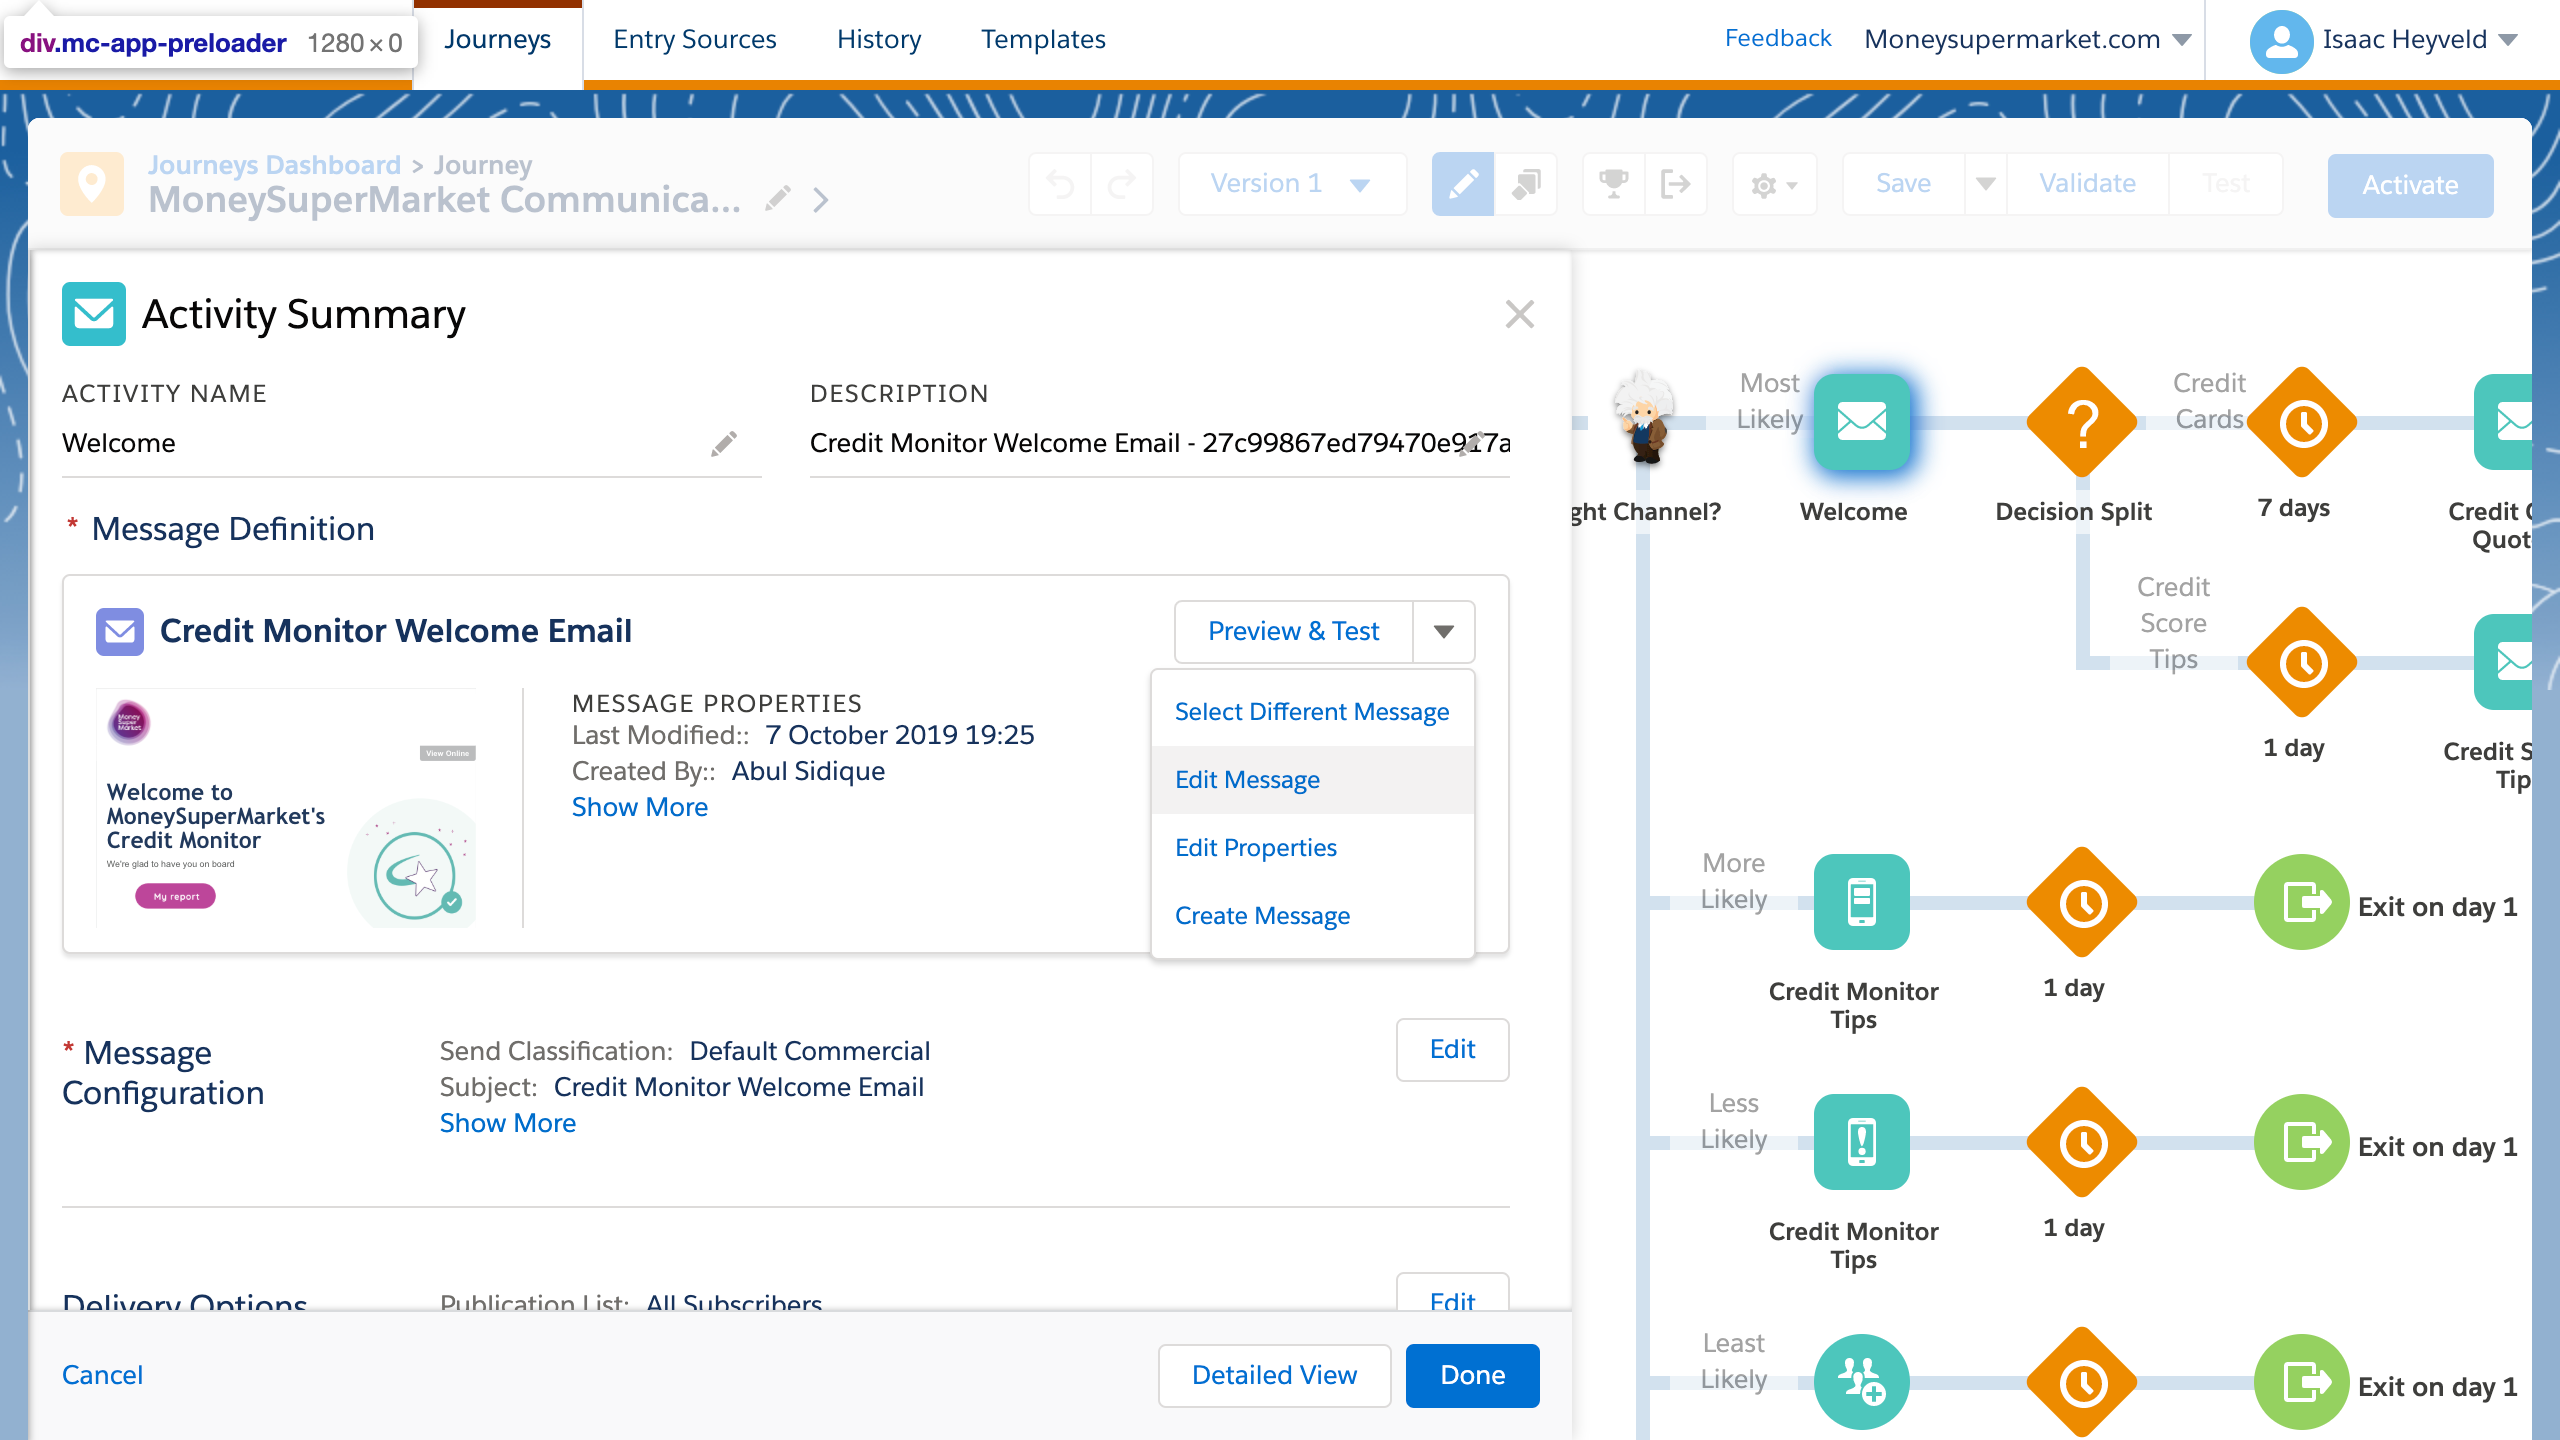 div.mc-app-preloader 1280×0
Journeys
Entry Sources
History
Templates
Feedback
Moneysupermarket.com
Isaac Heyveld
Journeys Dashboard > Journey
MoneySuperMarket Communica...
Version 1
Save
Validate
Test
Activate
Activity Summary
ACTIVITY NAME
DESCRIPTION
Welcome
Credit Monitor Welcome Email - 27c99867ed79470e917a
* Message Definition
Credit Monitor Welcome Email
Preview & Test
Select Different Message
Edit Message
Edit Properties
Create Message
Money
Super
Market
View Online
Welcome to
MoneySuperMarket's
Credit Monitor
We're glad to have you on board
My report
MESSAGE PROPERTIES
Last Modified:: 7 October 2019 19:25
Created By:: Abul Sidique
Show More
* Message
Configuration
Send Classification: Default Commercial
Subject: Credit Monitor Welcome Email
Show More
Edit
Delivery Options
Publication List: All Subscribers
Edit
Cancel
Detailed View
Done
Most
Likely
Credit
Cards
ght Channel?
Welcome
Decision Split
7 days
Credit
Quot
Credit
Score
Tips
1 day
Credit S
Tip
More
Likely
Exit on day 1
Credit Monitor
Tips
1 day
Less
Likely
Exit on day 1
Credit Monitor
Tips
1 day
Least
Likely
Exit on day 1